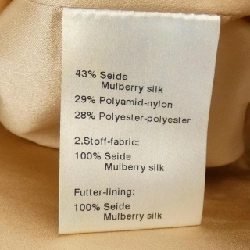 43% Seide
Mulberry silk
29% Polyamid-nylon
28% Polyester-polyester
2.Stoff-fabric:
100% Seide
Mulberry silk
Futter-lining:
100% Seide
Mulberry silk